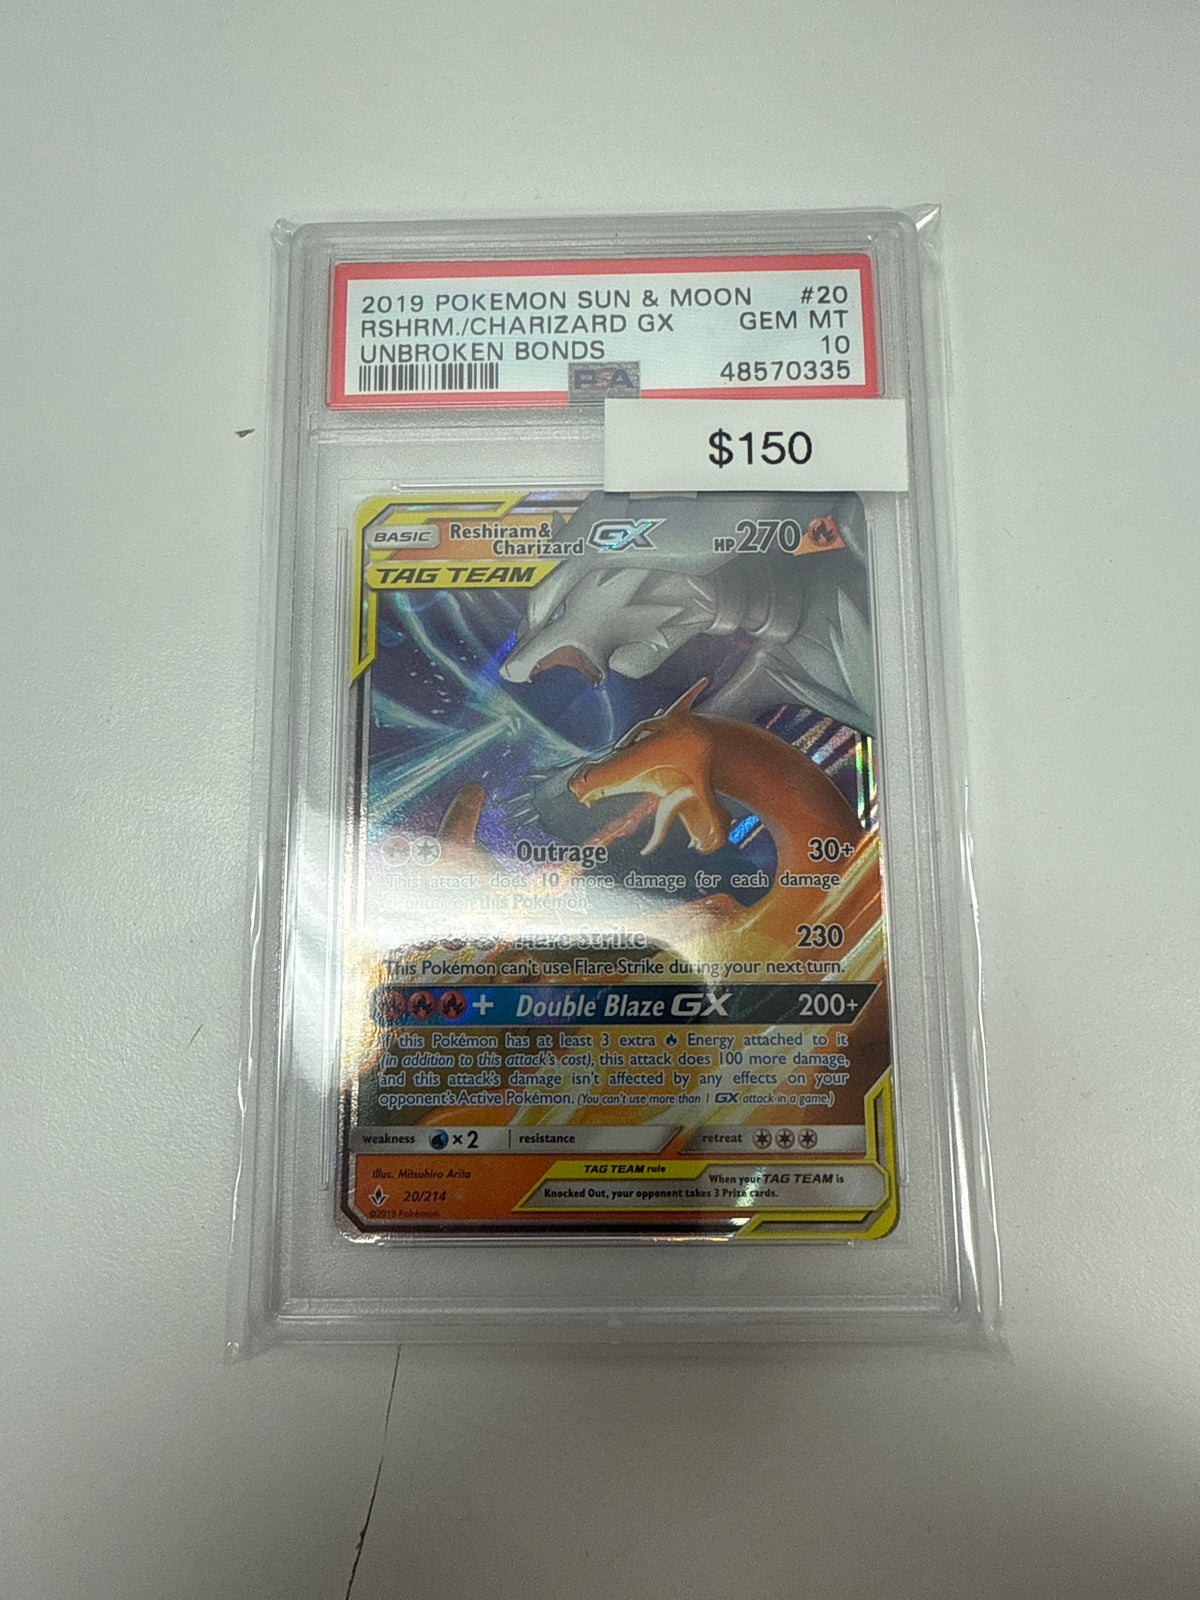 2019 POKEMON SUN & MOON #20
RSHRM./CHARIZARD GX GEM MT
UNBROKEN BONDS 10
PSA 48570335
$150
BASIC Reshiram& Charizard GX HP 270
TAG TEAM
Outrage 30+
This attack does 10 more damage for each damage
counter on this Pokémon.
Flare Strike 230
This Pokémon can't use Flare Strike during your next turn.
+ Double Blaze GX 200+
If this Pokémon has at least 3 extra Energy attached to it
(in addition to this attack's cost), this attack does 100 more damage,
and this attack's damage isn't affected by any effects on your
opponent's Active Pokémon. (You can't use more than 1 GX attack in a game.)
weakness ×2 resistance retreat
Illus. Mitsuhiro Arita
20/214
©2019 Pokémon
TAG TEAM rule
When your TAG TEAM is
Knocked Out, your opponent takes 3 Prize cards.